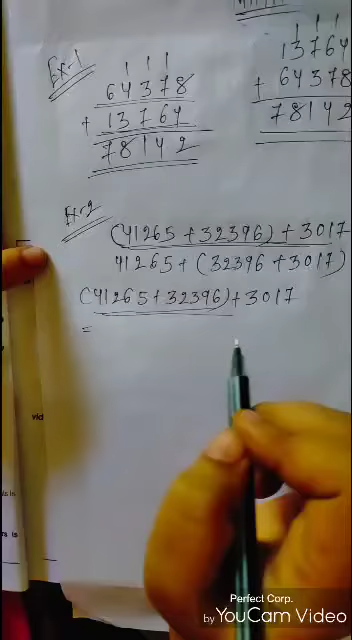 Ex-1
1 1 1
64378
+ 13764
78142
1 1 1
13764
+ 64378
78142
Ex-2
(41265 + 32396) + 3017
41265 + (32396 + 3017)
(41265 + 32396) + 3017
=
vid
Perfect Corp.
by YouCam Video